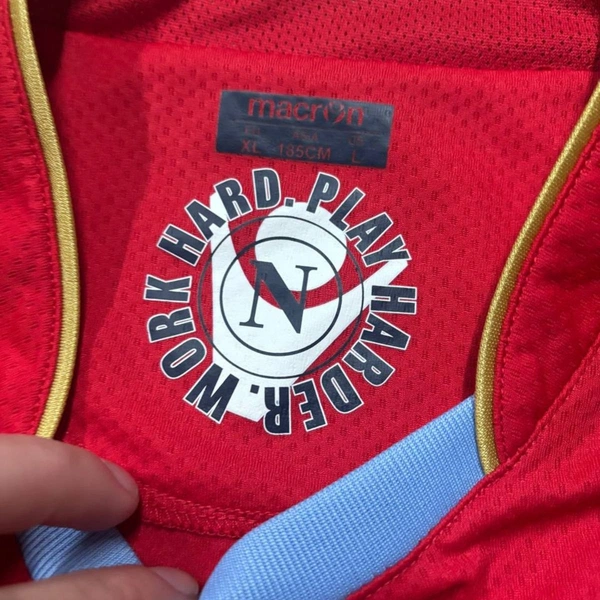 macron
XL 185CM L
WORK HARD. PLAY HARDER.
N